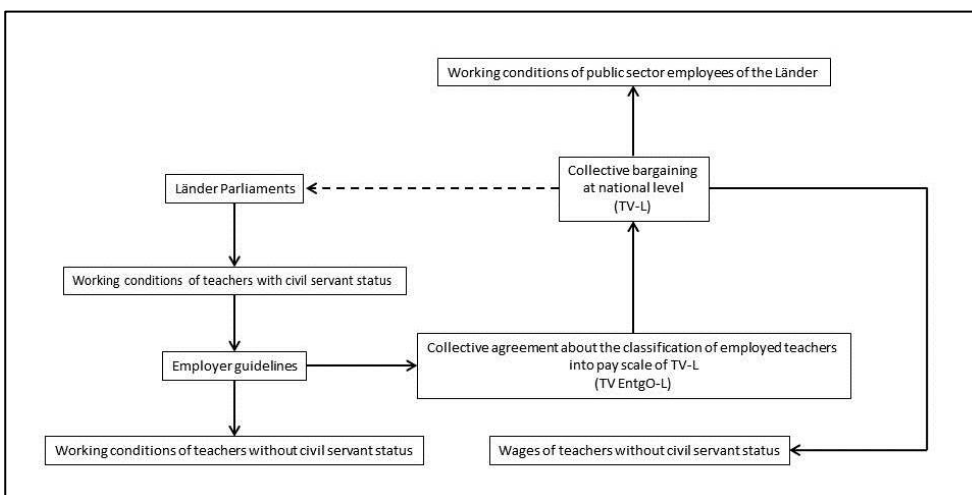 Working conditions of public sector employees of the Länder
Collective bargaining
at national level
(TV-L)
Länder Parliaments
Working conditions of teachers with civil servant status
Collective agreement about the classification of employed teachers
into pay scale of TV-L
(TV EntgO-L)
Employer guidelines
Working conditions of teachers without civil servant status
Wages of teachers without civil servant status